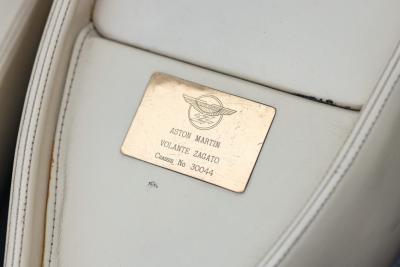 ASTON MARTIN
VOLANTE ZAGATO
Chassis No 30044